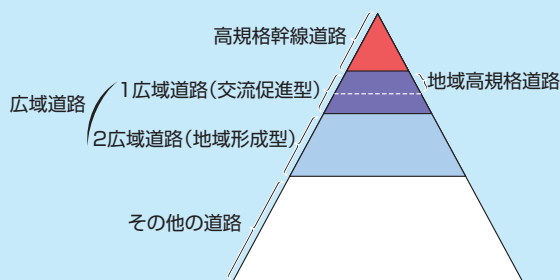 高規格幹線道路
地域高規格道路
広域道路
1広域道路(交流促進型)
2広域道路(地域形成型)
その他の道路